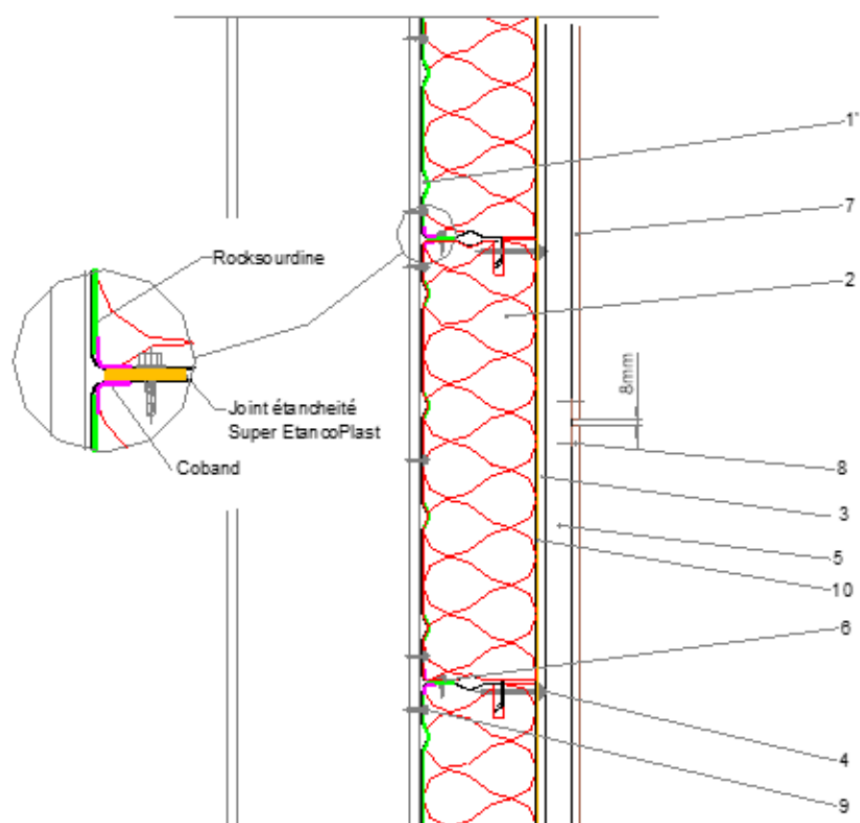 1'
7
Rocksourdine
2
8mm
Joint étancheité
Super EtancoPlast
Coband
8
3
5
10
6
4
9